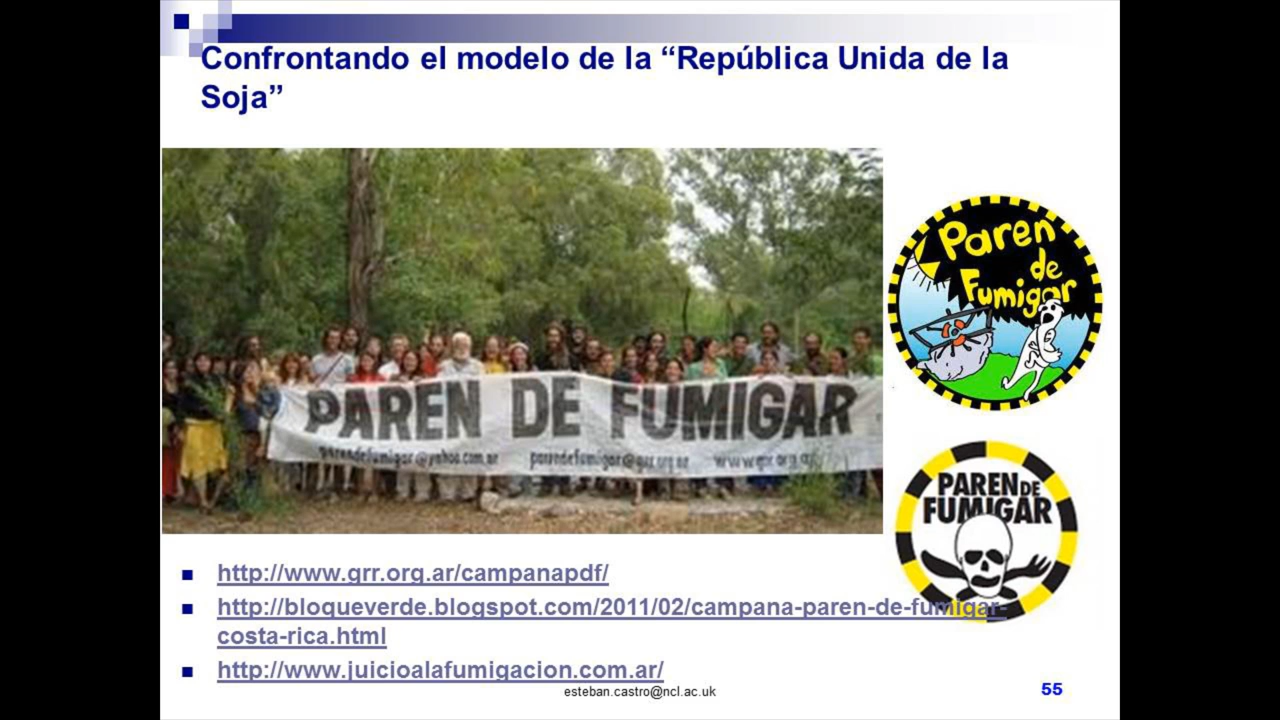 Confrontando el modelo de la “República Unida de la
Soja”
Paren
de
Fumigar
PAREN DE FUMIGAR
parendefumigar@yahoo.com.ar parendefumigar@grr.org.ar www.grr.org.ar
PAREN DE
FUMIGAR
http://www.grr.org.ar/campanapdf/
http://bloqueverde.blogspot.com/2011/02/campana-paren-de-fumigar-
costa-rica.html
http://www.juicioalafumigacion.com.ar/
esteban.castro@ncl.ac.uk
55